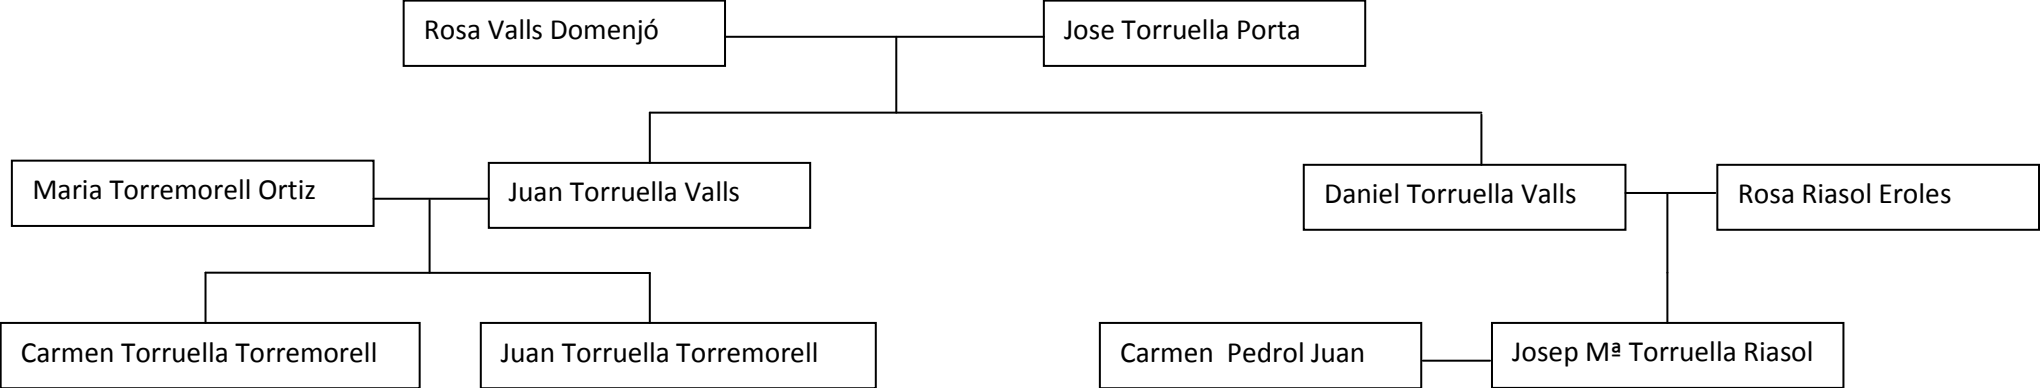 Rosa Valls Domenjó
Jose Torruella Porta
Maria Torremorell Ortiz
Juan Torruella Valls
Daniel Torruella Valls
Rosa Riasol Eroles
Carmen Torruella Torremorell
Juan Torruella Torremorell
Carmen  Pedrol Juan
Josep Mª Torruella Riasol